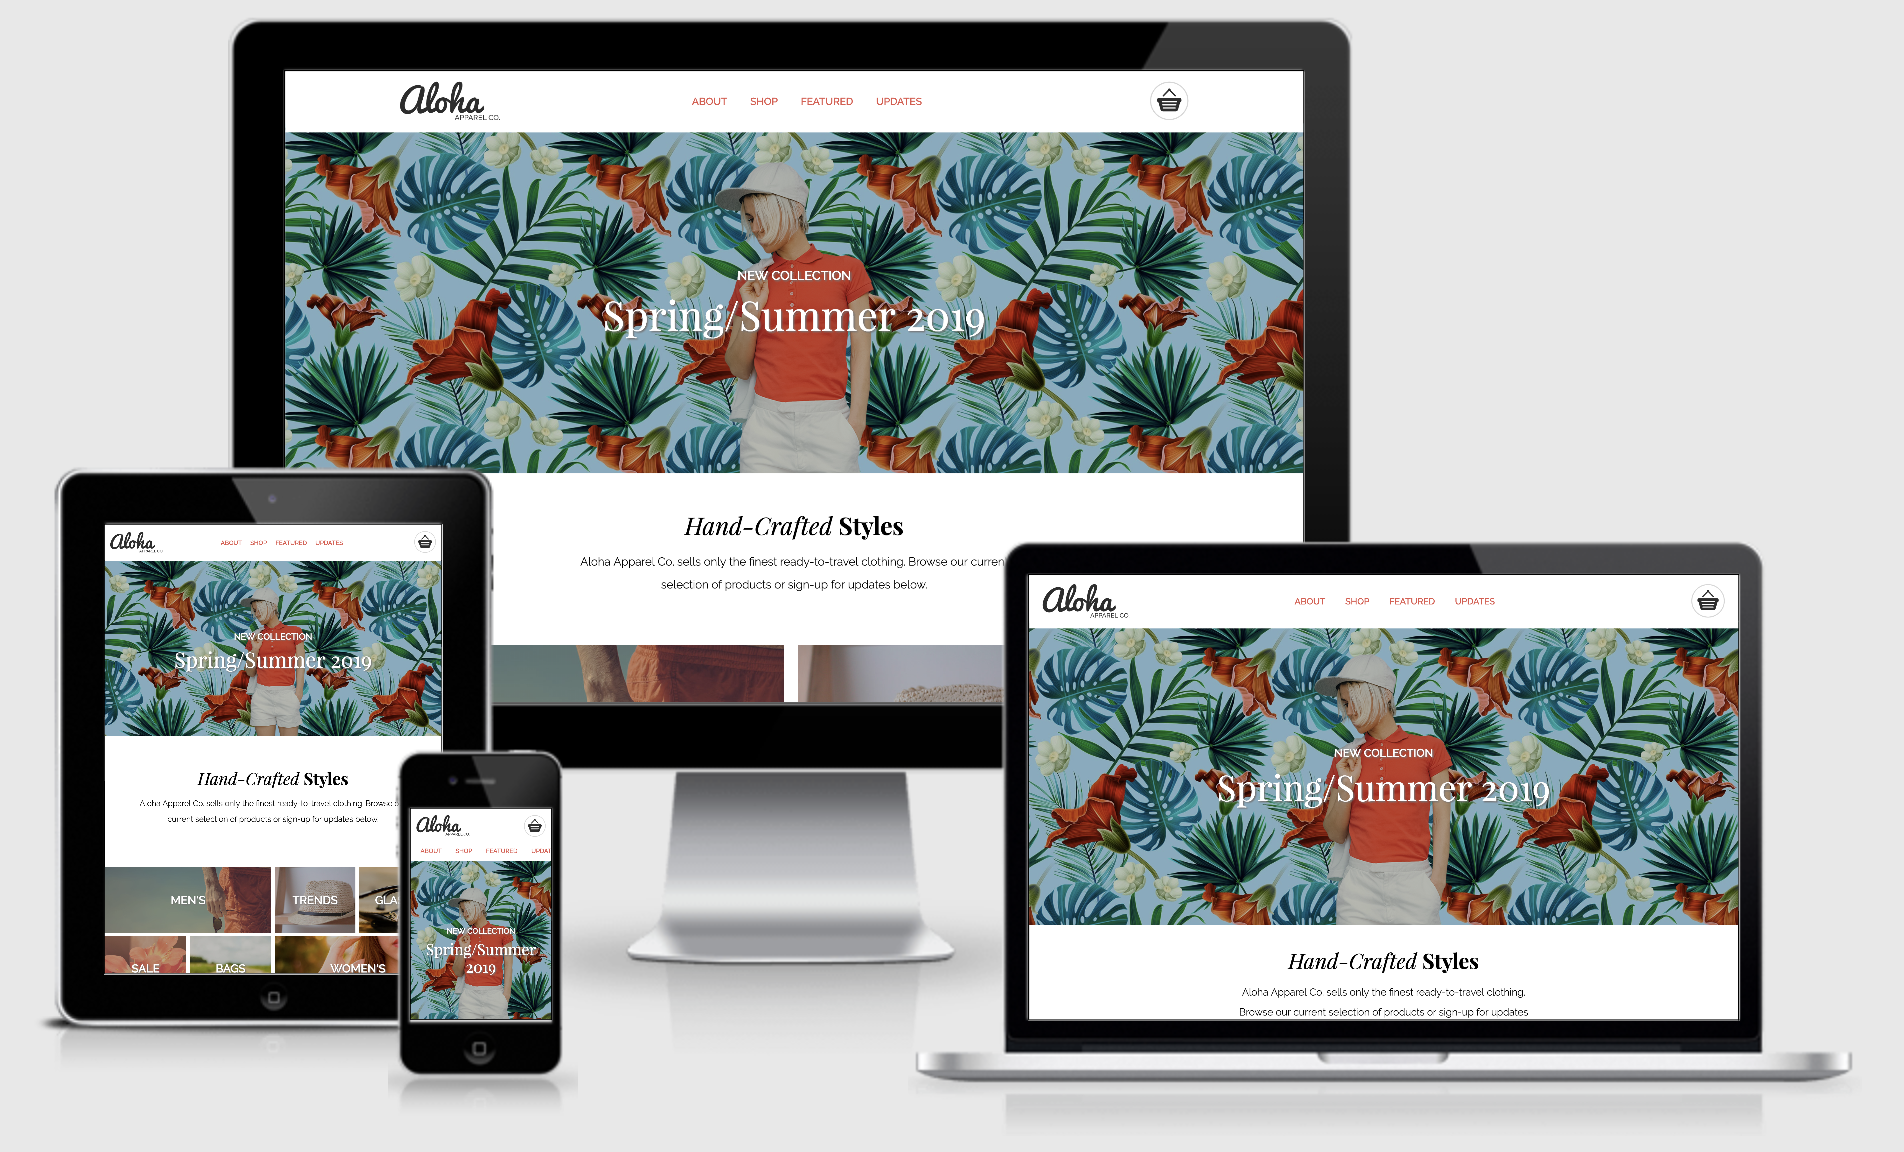 Aloha
APPAREL CO.
ABOUT SHOP FEATURED UPDATES
NEW COLLECTION
Spring/Summer 2019
Hand-Crafted Styles
Aloha Apparel Co. sells only the finest ready-to-travel clothing. Browse our curren
selection of products or sign-up for updates below.
Aloha
APPAREL CO
ABOUT SHOP FEATURED UPDATES
NEW COLLECTION
Spring/Summer 2019
Hand-Crafted Styles
Aloha Apparel Co. sells only the finest ready-to-travel clothing. Browse
current selection of products or sign-up for updates below
MEN'S
TRENDS
GLA
SALE
BAGS
WOMEN'S
Aloha
APPAREL CO.
ABOUT SHOP FEATURED UPDAT
NEW COLLECTION
Spring/Summer
2019
Aloha
APPAREL CO
ABOUT SHOP FEATURED UPDATES
NEW COLLECTION
Spring/Summer 2019
Hand-Crafted Styles
Aloha Apparel Co. sells only the finest ready-to-travel clothing.
Browse our current selection of products or sign-up for updates